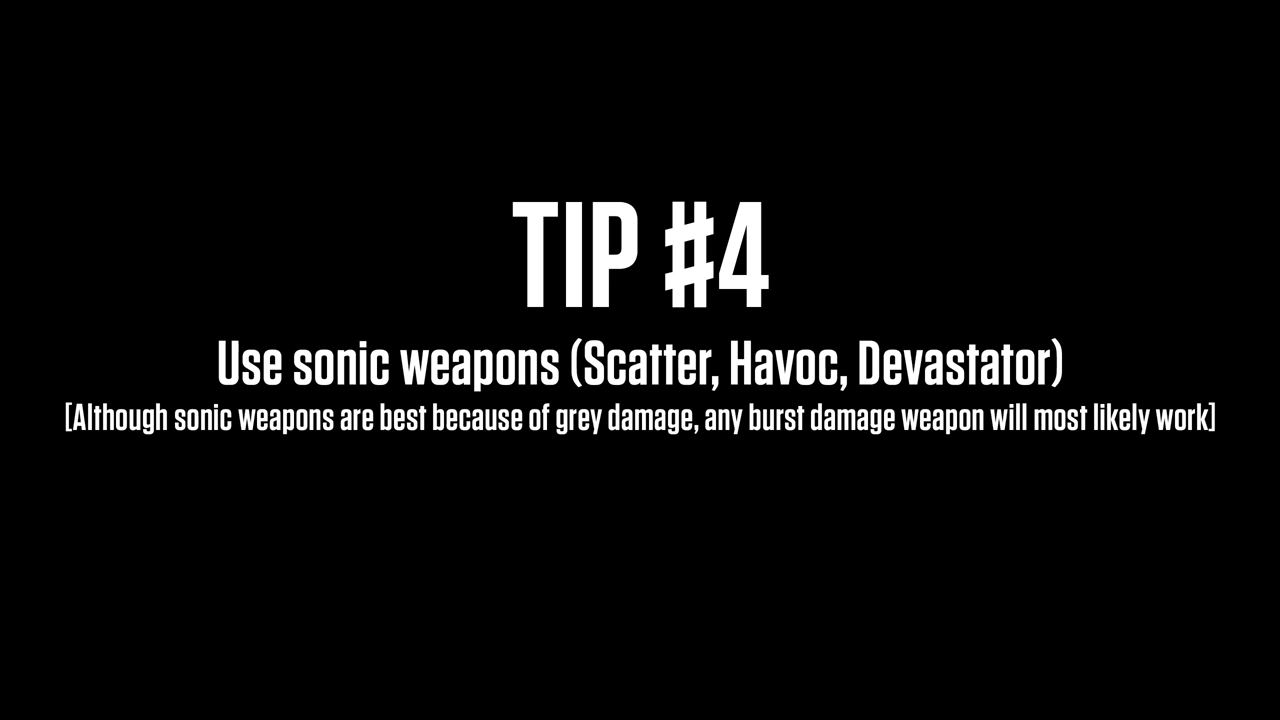 TIP #4
Use sonic weapons (Scatter, Havoc, Devastator)
[Although sonic weapons are best because of grey damage, any burst damage weapon will most likely work]